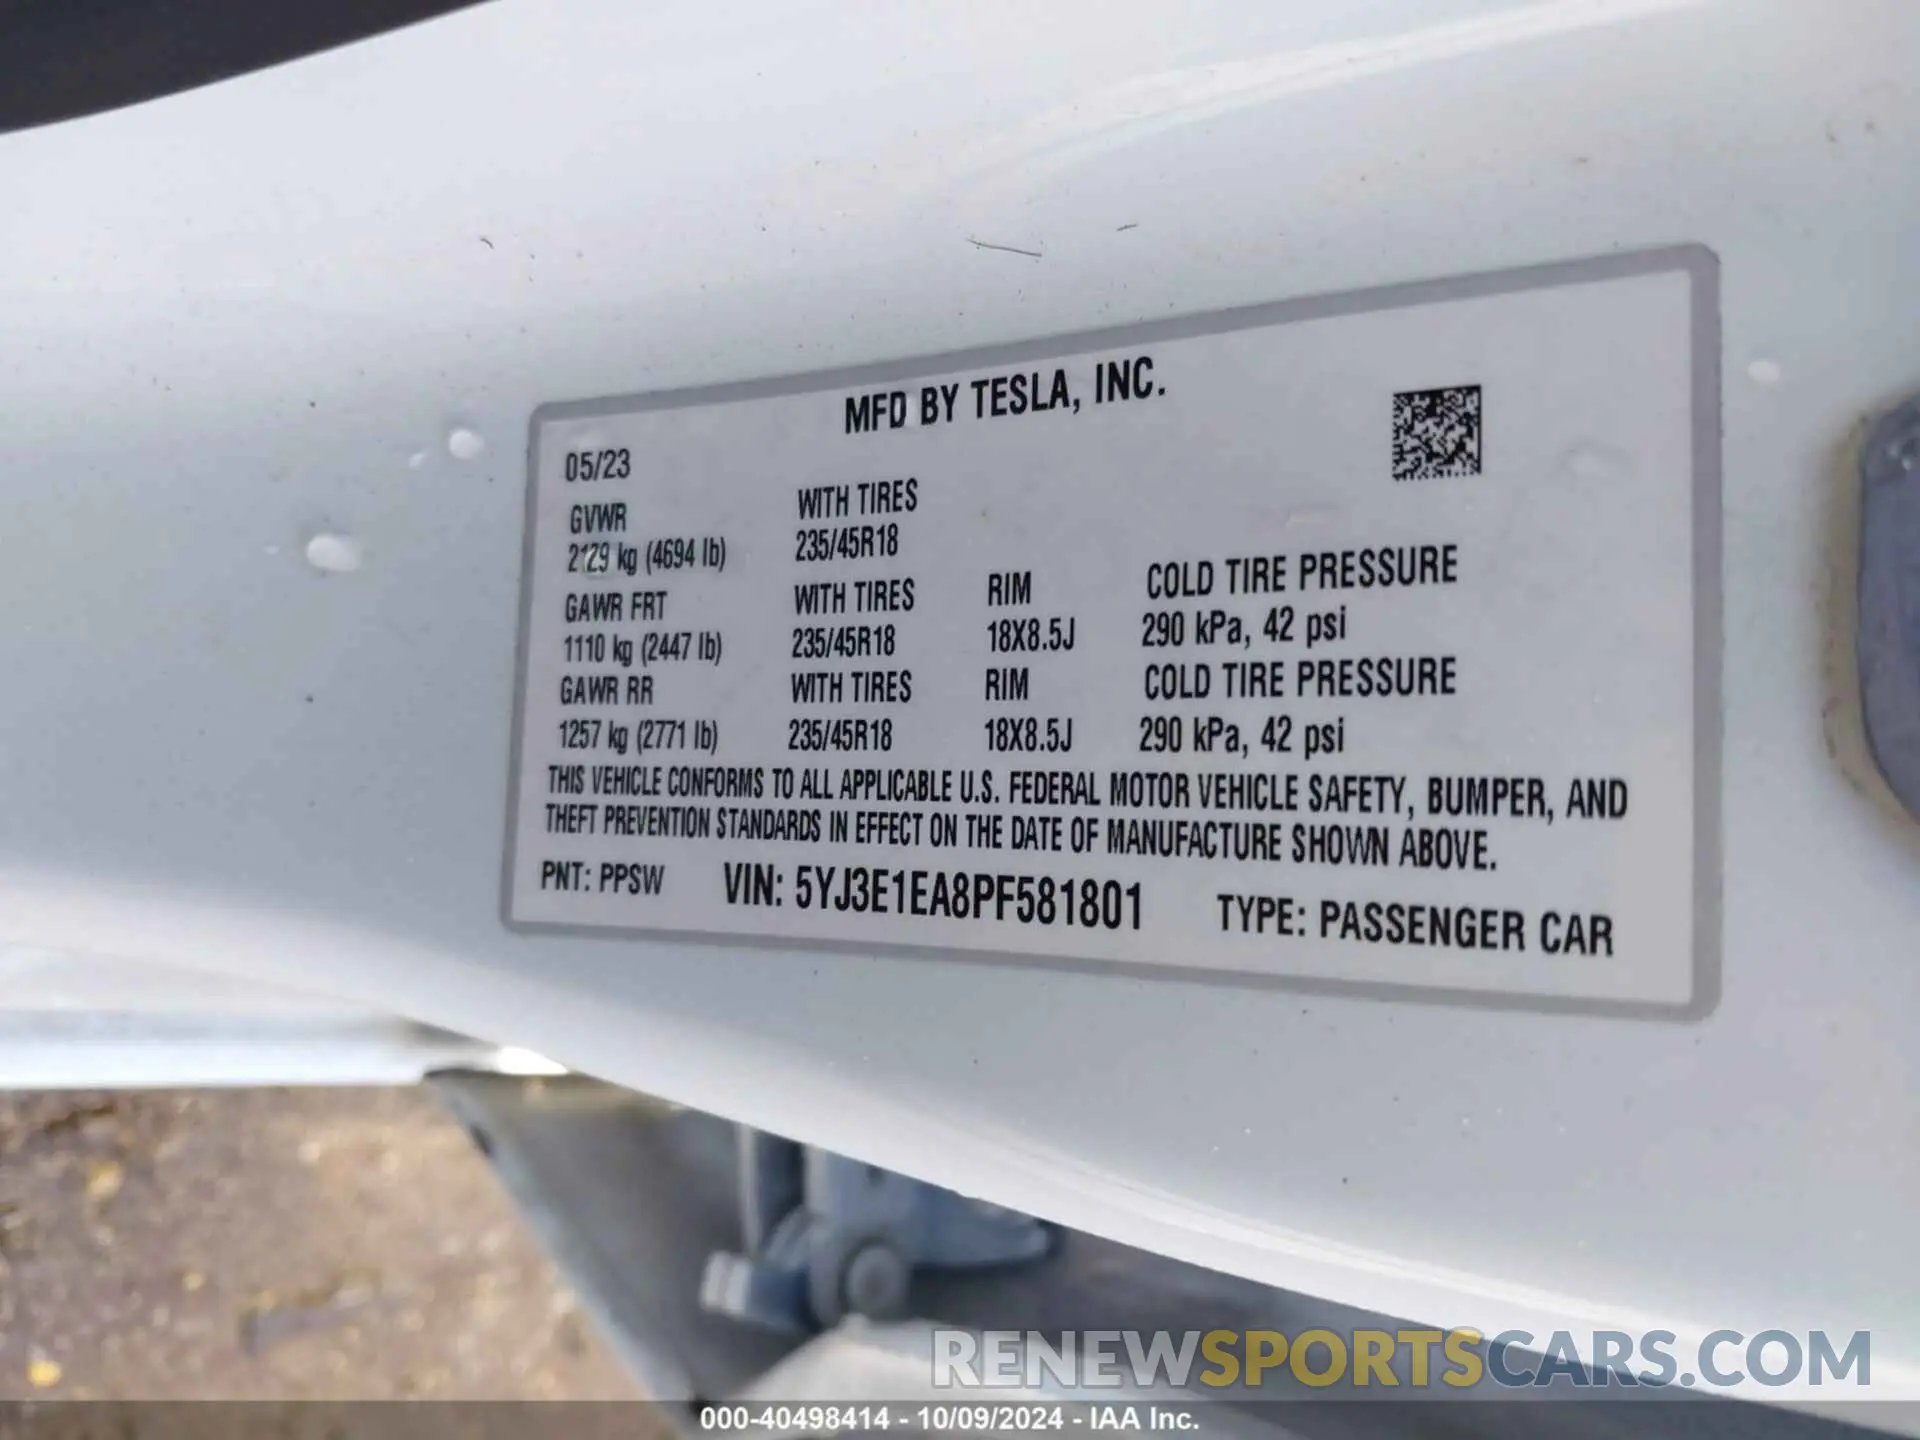 MFD BY TESLA, INC.
05/23
GVWR WITH TIRES
2129 kg (4694 lb) 235/45R18
GAWR FRT WITH TIRES RIM COLD TIRE PRESSURE
1110 kg (2447 lb) 235/45R18 18X8.5J 290 kPa, 42 psi
GAWR RR WITH TIRES RIM COLD TIRE PRESSURE
1257 kg (2771 lb) 235/45R18 18X8.5J 290 kPa, 42 psi
THIS VEHICLE CONFORMS TO ALL APPLICABLE U.S. FEDERAL MOTOR VEHICLE SAFETY, BUMPER, AND
THEFT PREVENTION STANDARDS IN EFFECT ON THE DATE OF MANUFACTURE SHOWN ABOVE.
PNT: PPSW VIN: 5YJ3E1EA8PF581801 TYPE: PASSENGER CAR
RENEWSPORTSCARS.COM
000-40498414 - 10/09/2024 - IAA Inc.